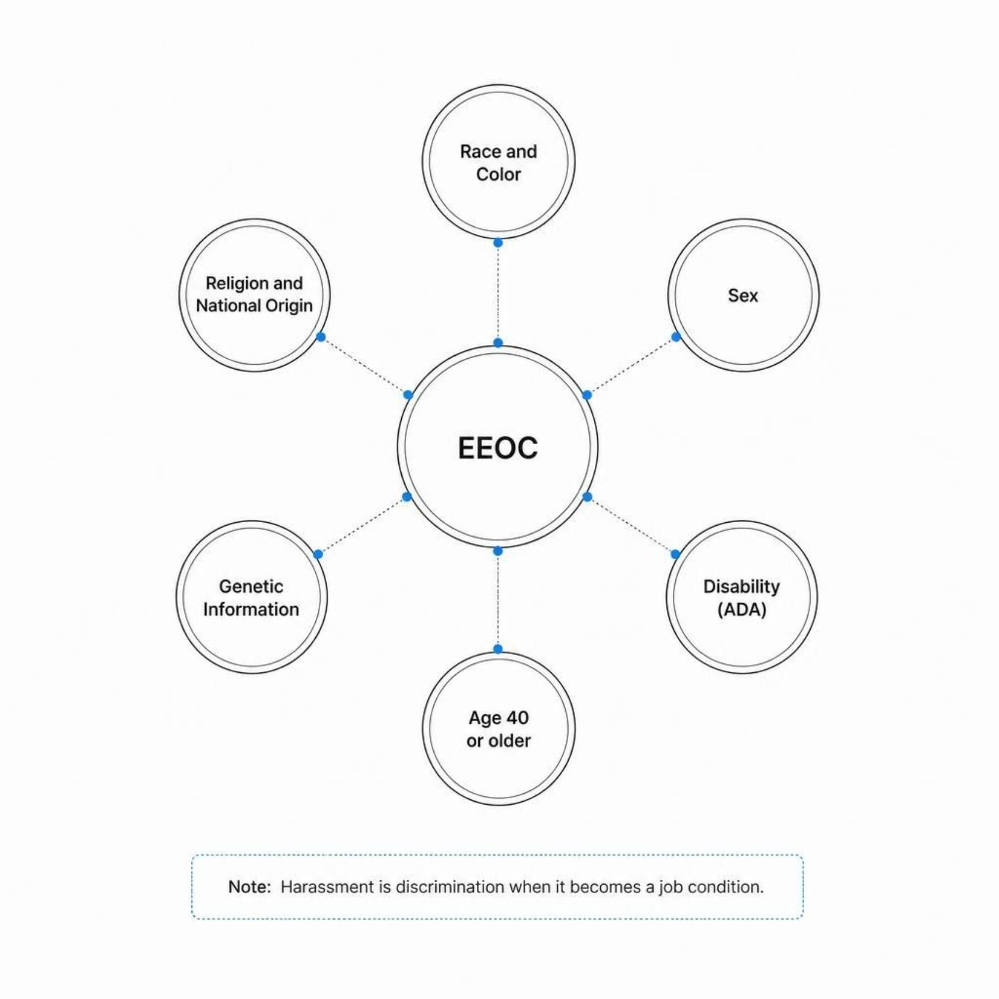 Race and
Color
Religion and
National Origin
Sex
EEOC
Genetic
Information
Disability
(ADA)
Age 40
or older
Note: Harassment is discrimination when it becomes a job condition.